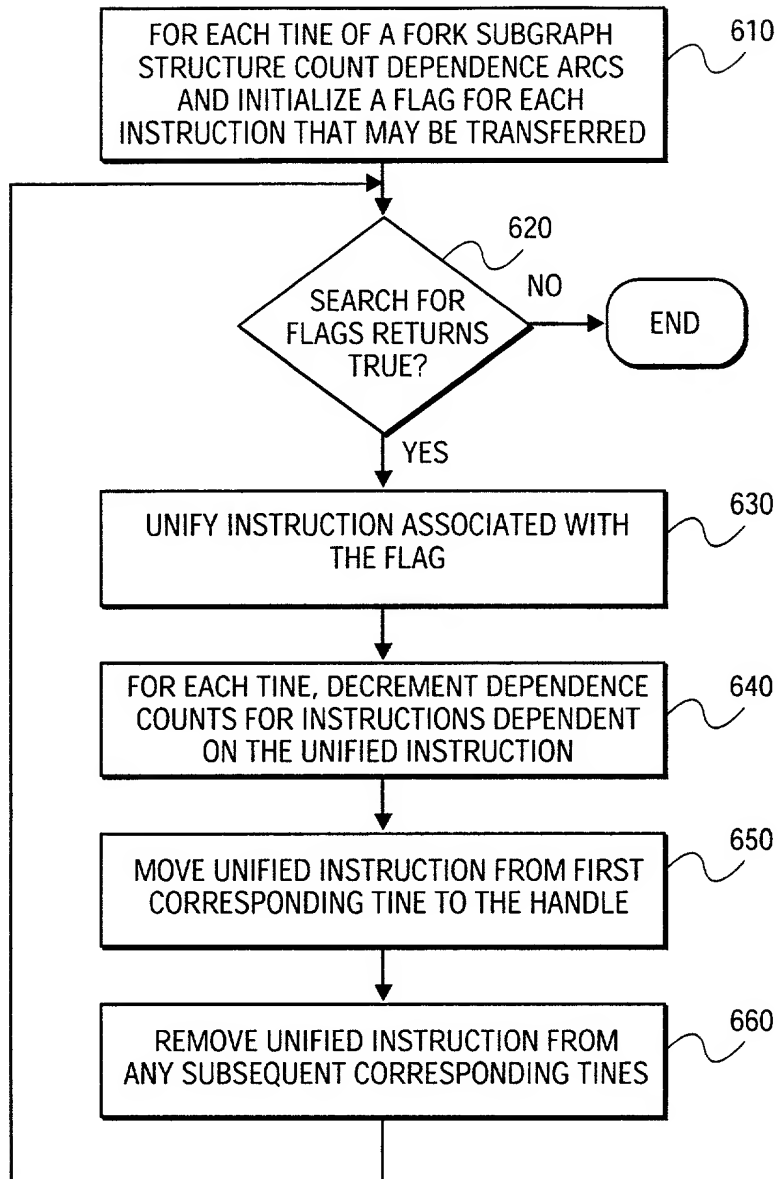 FOR EACH TINE OF A FORK SUBGRAPH
STRUCTURE COUNT DEPENDENCE ARCS
AND INITIALIZE A FLAG FOR EACH
INSTRUCTION THAT MAY BE TRANSFERRED
610
620
SEARCH FOR
FLAGS RETURNS
TRUE?
NO
END
YES
UNIFY INSTRUCTION ASSOCIATED WITH
THE FLAG
630
FOR EACH TINE, DECREMENT DEPENDENCE
COUNTS FOR INSTRUCTIONS DEPENDENT
ON THE UNIFIED INSTRUCTION
640
MOVE UNIFIED INSTRUCTION FROM FIRST
CORRESPONDING TINE TO THE HANDLE
650
REMOVE UNIFIED INSTRUCTION FROM
ANY SUBSEQUENT CORRESPONDING TINES
660